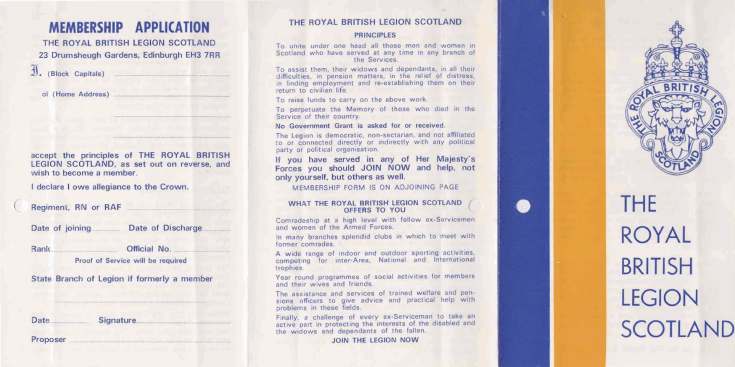 MEMBERSHIP APPLICATION
THE ROYAL BRITISH LEGION SCOTLAND
23 Drumsheugh Gardens, Edinburgh EH3 7RR
I, (Block Capitals)
of (Home Address)
accept the principles of THE ROYAL BRITISH
LEGION SCOTLAND, as set out on reverse, and
wish to become a member.
I declare I owe allegiance to the Crown.
Regiment, RN or RAF
Date of joining Date of Discharge
Rank Official No.
Proof of Service will be required
State Branch of Legion if formerly a member
Date Signature
Proposer
THE ROYAL BRITISH LEGION SCOTLAND
PRINCIPLES
To unite under one head all those men and women in
Scotland who have served at any time in any branch of
the Services.
To assist them, their widows and dependants, in all their
difficulties, in pension matters, in the relief of distress,
in finding employment and re-establishing them on their
return to civilian life.
To raise funds to carry on the above work.
To perpetuate the Memory of those who died in the
Service of their country.
No Government Grant is asked for or received.
The Legion is democratic, non-sectarian, and not affiliated
to or connected directly or indirectly with any political
party or political organisation.
If you have served in any of Her Majesty's
Forces you should JOIN NOW and help, not
only yourself, but others as well.
MEMBERSHIP FORM IS ON ADJOINING PAGE
WHAT THE ROYAL BRITISH LEGION SCOTLAND
OFFERS TO YOU
Comradeship at a high level with fellow ex-Servicemen
and women of the Armed Forces.
In many branches splendid clubs in which to meet with
former comrades.
A wide range of indoor and outdoor sporting activities,
competing for inter-Area, National and International
trophies.
Year round programmes of social activities for members
and their wives and friends.
The assistance and services of trained welfare and pen-
sions officers to give advice and practical help with
problems in these fields.
Finally, a challenge of every ex-Serviceman to take an
active part in protecting the interests of the disabled and
the widows and dependants of the fallen.
JOIN THE LEGION NOW
THE ROYAL BRITISH LEGION
SCOTLAND
THE
ROYAL
BRITISH
LEGION
SCOTLAND